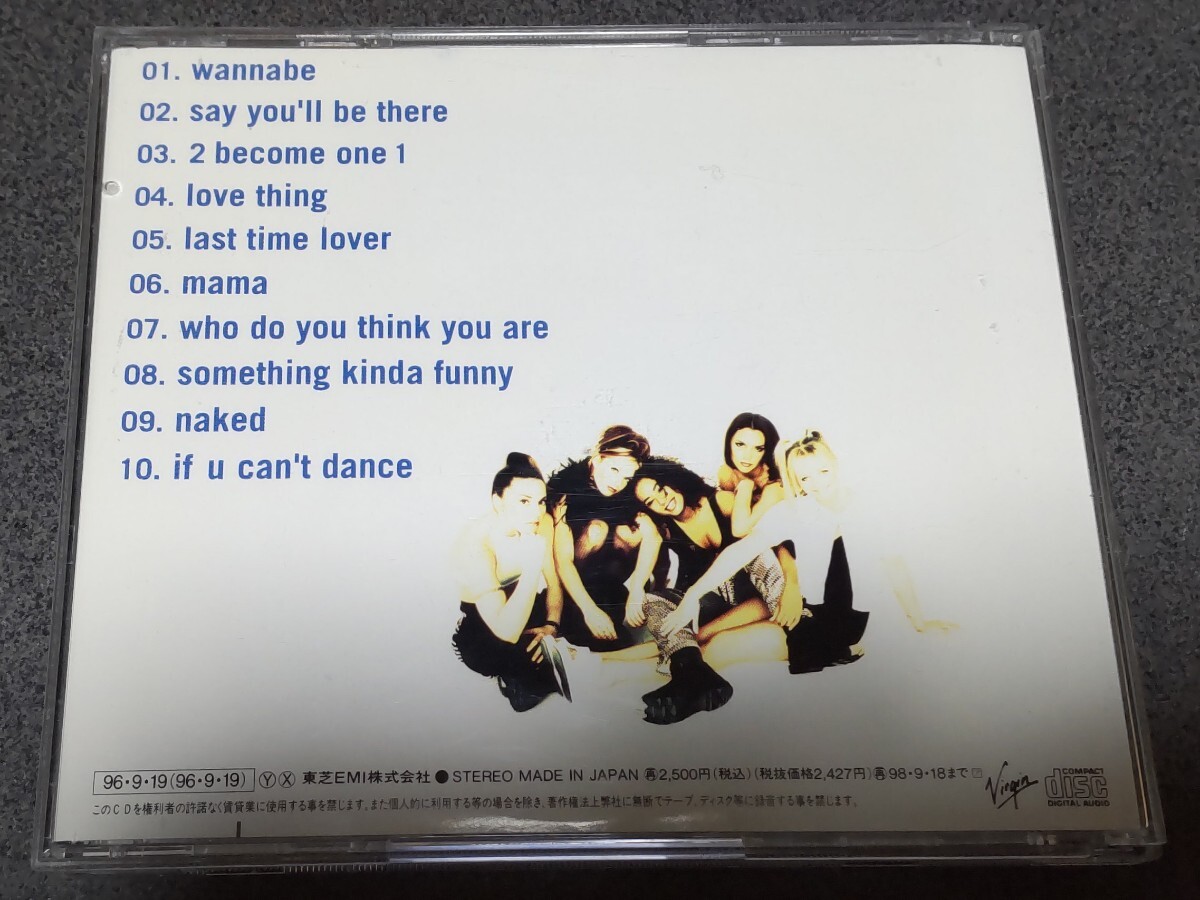 01. wannabe
02. say you'll be there
03. 2 become one 1
04. love thing
05. last time lover
06. mama
07. who do you think you are
08. something kinda funny
09. naked
10. if u can't dance
96・9・19(96・9・19) Ⓨ Ⓧ 東芝EMI株式会社 ● STEREO MADE IN JAPAN � 2,500円(税込)(税抜価格2,427円) � 98・9・18まで
このCDを権利者の許諾なく賃貸業に使用する事を禁じます。また個人的に利用する等の場合を除き、著作権法上弊社に無断でテープ、ディスク等に録音する事を禁じます。
Virgin
COMPACT
disc
DIGITAL AUDIO